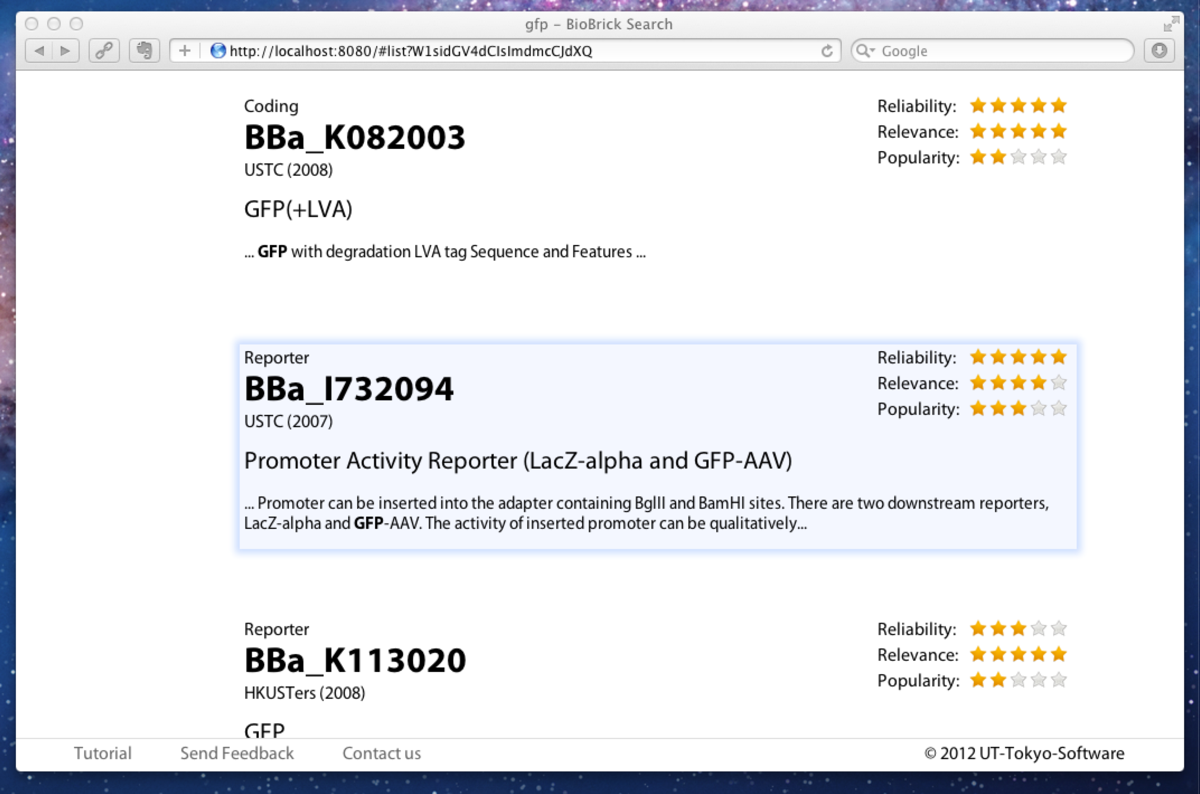 gfp – BioBrick Search
http://localhost:8080/#list?W1sidGV4dCIsImdmcCJdXQ
Google
Coding
BBa_K082003
USTC (2008)
Reliability:
Relevance:
Popularity:
GFP(+LVA)
... GFP with degradation LVA tag Sequence and Features ...
Reporter
BBa_I732094
USTC (2007)
Reliability:
Relevance:
Popularity:
Promoter Activity Reporter (LacZ-alpha and GFP-AAV)
... Promoter can be inserted into the adapter containing BglII and BamHI sites. There are two downstream reporters,
LacZ-alpha and GFP-AAV. The activity of inserted promoter can be qualitatively...
Reporter
BBa_K113020
HKUSTers (2008)
Reliability:
Relevance:
Popularity:
GFP
Tutorial Send Feedback Contact us © 2012 UT-Tokyo-Software